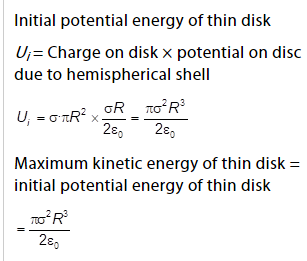 Initial potential energy of thin disk
Uᵢ= Charge on disk × potential on disc
due to hemispherical shell
Uᵢ = σ·πR² × σR/2ε₀ = πσ²R³/2ε₀
Maximum kinetic energy of thin disk =
initial potential energy of thin disk
= πσ²R³/2ε₀